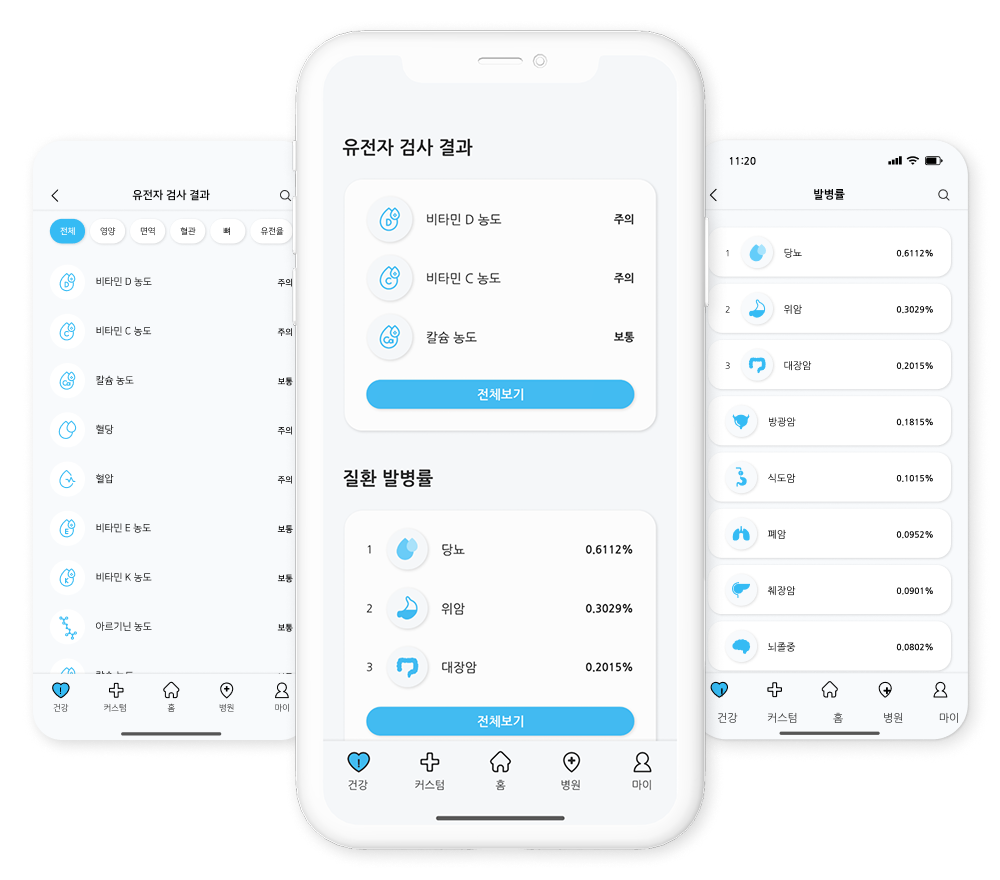 유전자 검사 결과
전체 영양 면역 혈관 뼈 유전율
비타민 D 농도 주의
비타민 C 농도 주의
칼슘 농도 보통
혈당 주의
혈압 주의
비타민 E 농도 보통
비타민 K 농도 보통
아르기닌 농도 보통
건강 커스텀 홈 병원 마이
유전자 검사 결과
D 비타민 D 농도 주의
C 비타민 C 농도 주의
Ca 칼슘 농도 보통
전체보기
질환 발병률
1 당뇨 0.6112%
2 위암 0.3029%
3 대장암 0.2015%
전체보기
건강 커스텀 홈 병원 마이
11:20
발병률
1 당뇨 0.6112%
2 위암 0.3029%
3 대장암 0.2015%
방광암 0.1815%
식도암 0.1015%
폐암 0.0952%
췌장암 0.0901%
뇌졸중 0.0802%
건강 커스텀 홈 병원 마이